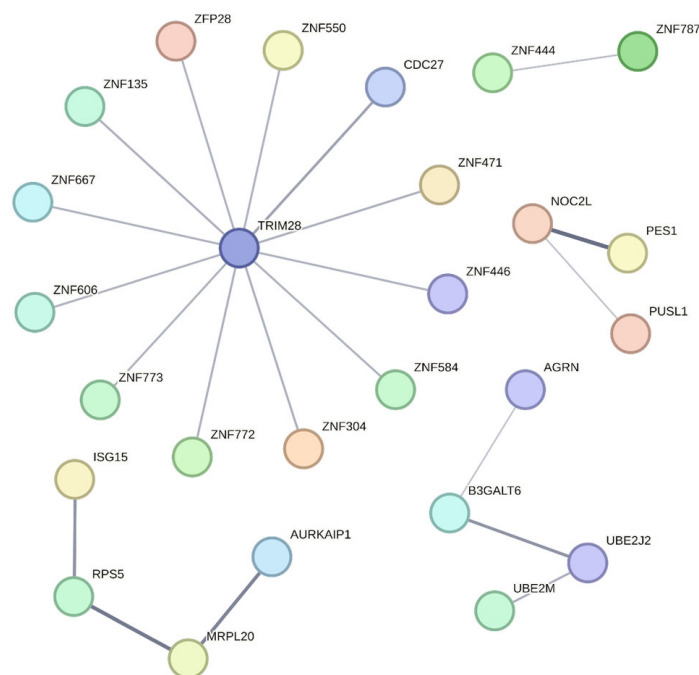 ZFP28
ZNF550
ZNF787
ZNF444
CDC27
ZNF135
ZNF471
ZNF667
NOC2L
TRIM28
PES1
ZNF446
ZNF606
PUSL1
ZNF773
ZNF584
AGRN
ZNF772
ZNF304
ISG15
B3GALT6
AURKAIP1
UBE2J2
RPS5
UBE2M
MRPL20